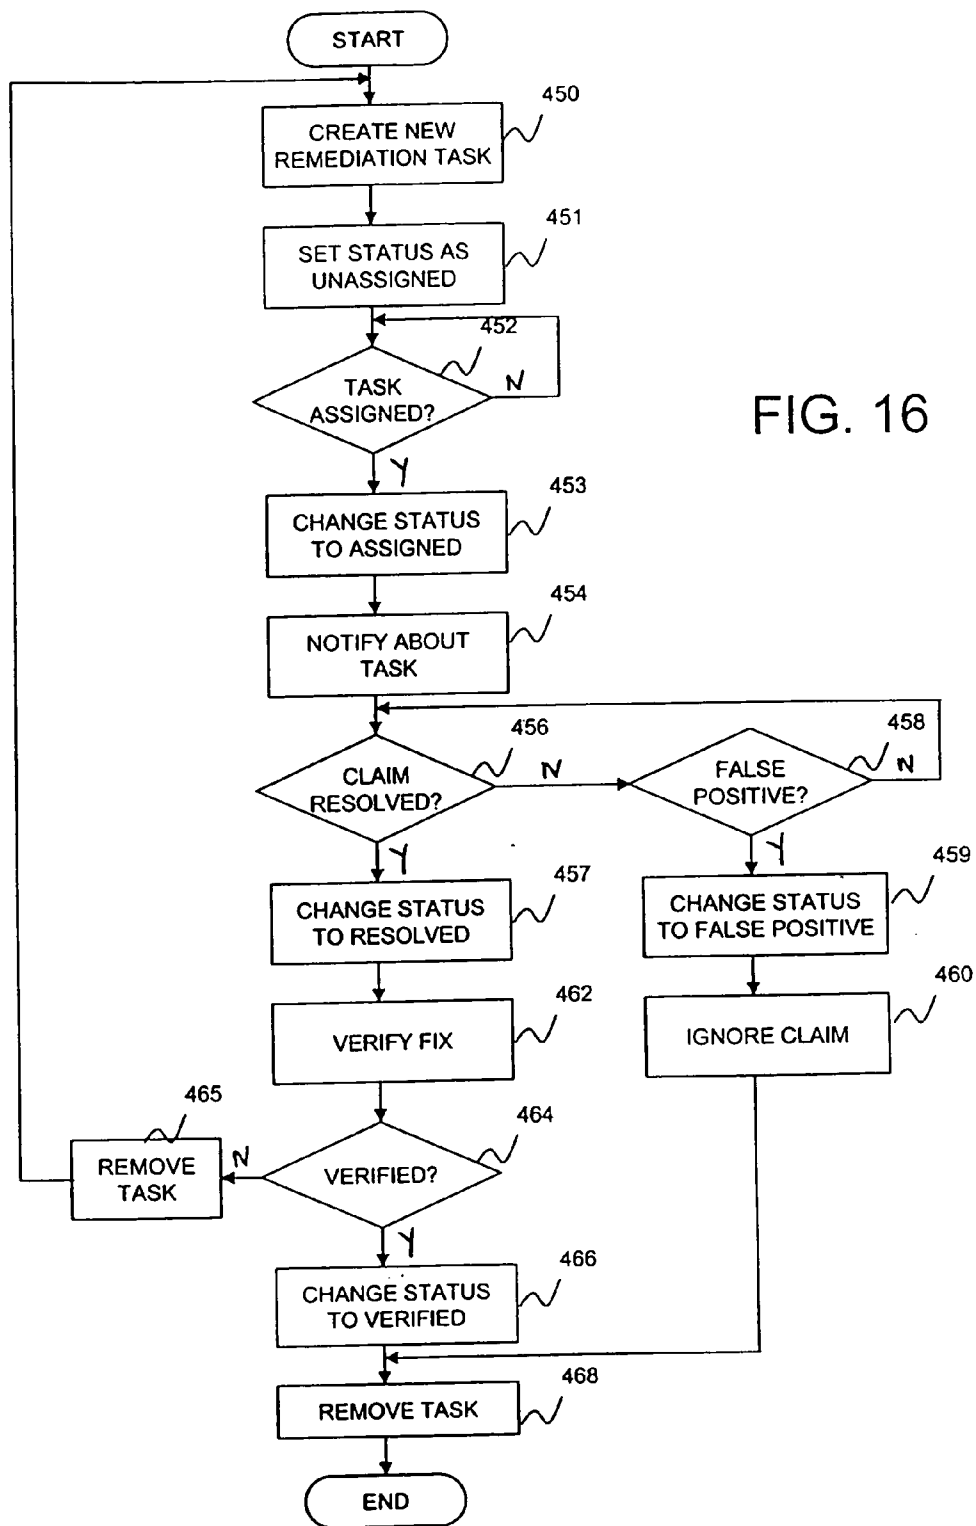 START
450
CREATE NEW
REMEDIATION TASK
451
SET STATUS AS
UNASSIGNED
452
TASK
ASSIGNED?
N
FIG. 16
Y
453
CHANGE STATUS
TO ASSIGNED
454
NOTIFY ABOUT
TASK
456
CLAIM
RESOLVED?
N
458
FALSE
POSITIVE?
N
Y
Y
457
CHANGE STATUS
TO RESOLVED
459
CHANGE STATUS
TO FALSE POSITIVE
462
VERIFY FIX
460
IGNORE CLAIM
465
REMOVE
TASK
N
464
VERIFIED?
Y
466
CHANGE STATUS
TO VERIFIED
468
REMOVE TASK
END